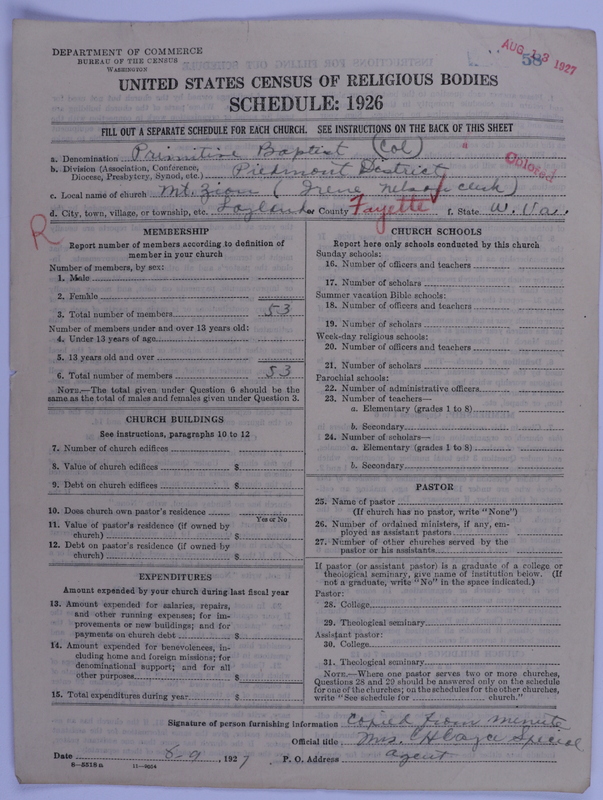 DEPARTMENT OF COMMERCE
BUREAU OF THE CENSUS
WASHINGTON
AUG 13 1927
58
UNITED STATES CENSUS OF RELIGIOUS BODIES
SCHEDULE: 1926
FILL OUT A SEPARATE SCHEDULE FOR EACH CHURCH. SEE INSTRUCTIONS ON THE BACK OF THIS SHEET
a. Denomination Primitive Baptist (Col)
Colored
b. Division (Association, Conference, Diocese, Presbytery, Synod, etc.) Piedmont District
c. Local name of church Mt. Zion (Irene Nelson clerk)
d. City, town, village, or township, etc. Layland or County Fayette f. State W. Va.
R
MEMBERSHIP
Report number of members according to definition of
member in your church
Number of members, by sex:
1. Male
2. Female
3. Total number of members 53
Number of members under and over 13 years old:
4. Under 13 years of age
5. 13 years old and over
6. Total number of members 53
NOTE.—The total given under Question 6 should be the
same as the total of males and females given under Question 3.
CHURCH BUILDINGS
See instructions, paragraphs 10 to 12
7. Number of church edifices
8. Value of church edifices $
9. Debt on church edifices $
10. Does church own pastor's residence
Yes or No
11. Value of pastor's residence (if owned by
church) $
12. Debt on pastor's residence (if owned by
church) $
EXPENDITURES
Amount expended by your church during last fiscal year
13. Amount expended for salaries, repairs,
and other running expenses; for im-
provements or new buildings; and for
payments on church debt $
14. Amount expended for benevolences, in-
cluding home and foreign missions; for
denominational support; and for all
other purposes $
15. Total expenditures during year $
CHURCH SCHOOLS
Report here only schools conducted by this church
Sunday schools:
16. Number of officers and teachers
17. Number of scholars
Summer vacation Bible schools:
18. Number of officers and teachers
19. Number of scholars
Week-day religious schools:
20. Number of officers and teachers
21. Number of scholars
Parochial schools:
22. Number of administrative officers
23. Number of teachers—
a. Elementary (grades 1 to 8)
b. Secondary
24. Number of scholars—
a. Elementary (grades 1 to 8)
b. Secondary
PASTOR
25. Name of pastor
(If church has no pastor, write "None")
26. Number of ordained ministers, if any, em-
ployed as assistant pastors
27. Number of other churches served by the
pastor or his assistants
If pastor (or assistant pastor) is a graduate of a college or
theological seminary, give name of institution below. (If
not a graduate, write "No" in the space indicated.)
Pastor:
28. College
29. Theological seminary
Assistant pastor:
30. College
31. Theological seminary
NOTE.—Where one pastor serves two or more churches,
Questions 28 and 29 should be answered only on the schedule
for one of the churches; on the schedules for the other churches,
write "See schedule for church."
Signature of person furnishing information Copied from minute
Official title Mrs. Special
Date 8-9, 1927 P. O. Address agent
8-5518a 11-9204